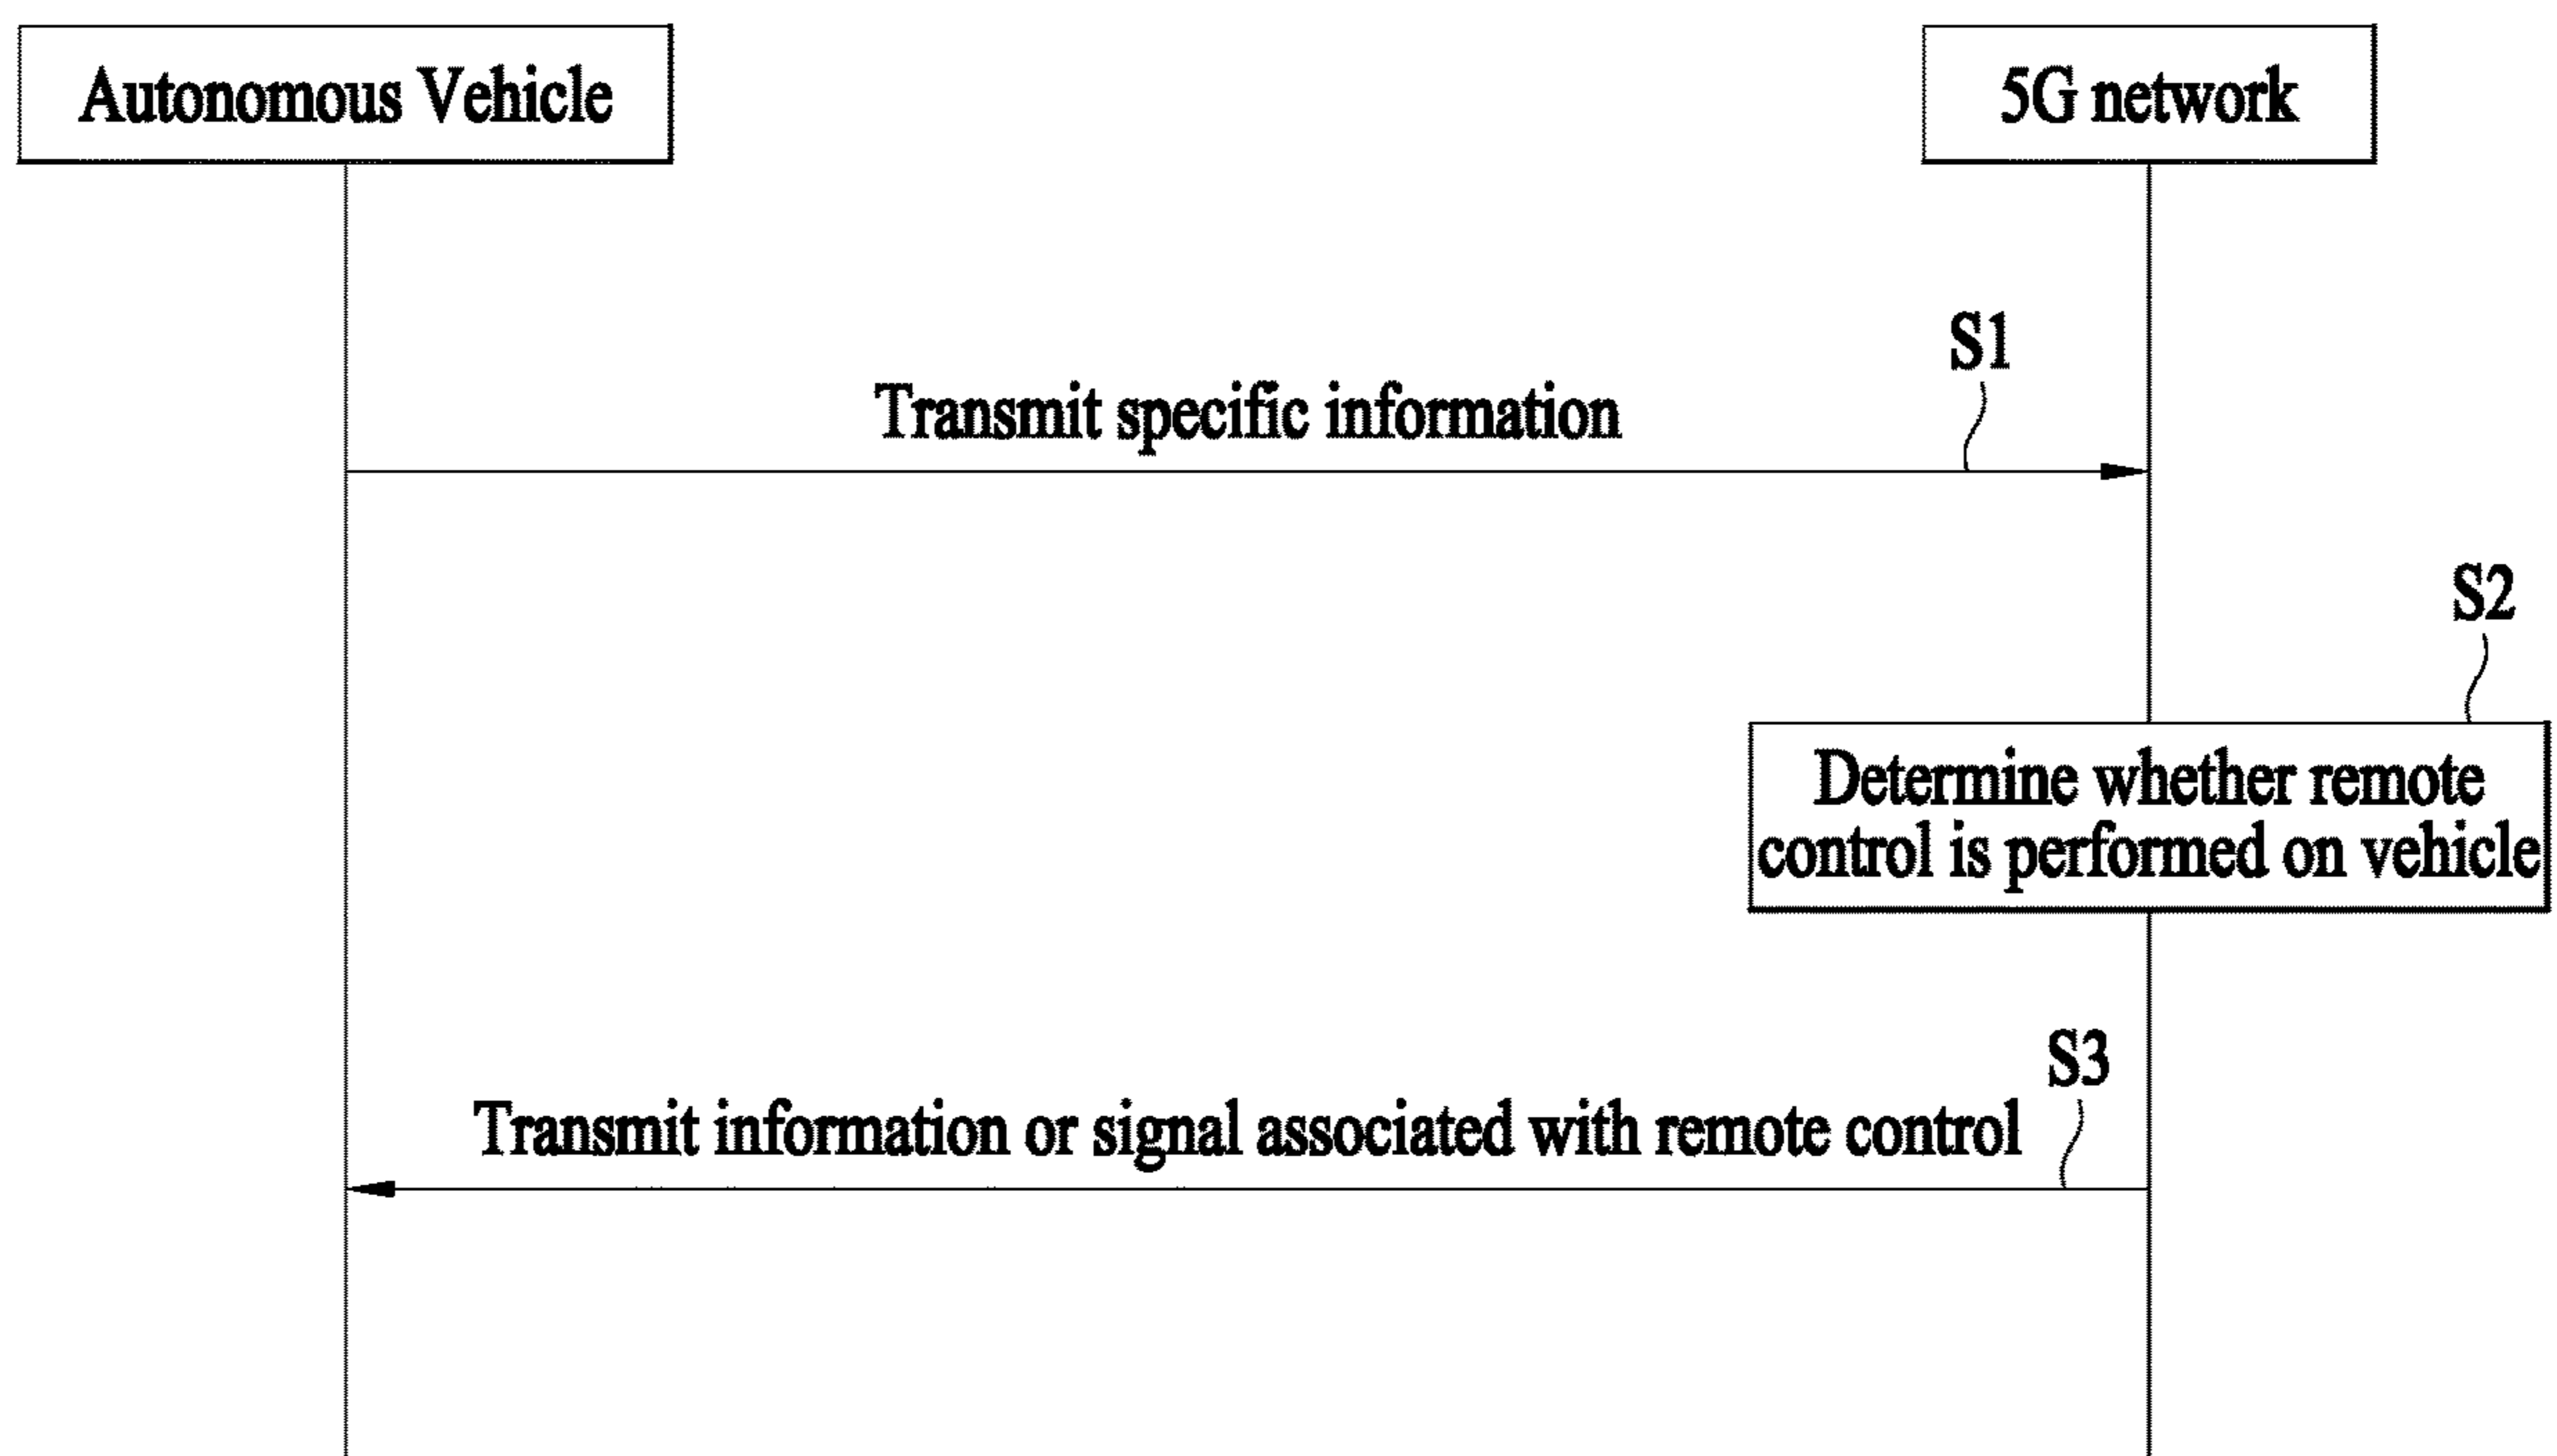 Autonomous Vehicle
5G network
S1
Transmit specific information
S2
Determine whether remote
control is performed on vehicle
S3
Transmit information or signal associated with remote control